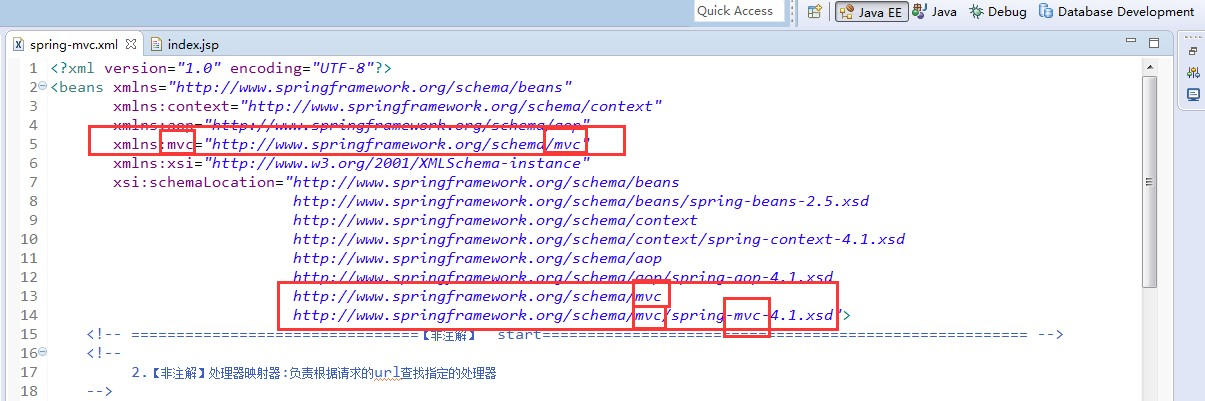 Quick Access
Java EE Java Debug Database Development
spring-mvc.xml index.jsp
1 <?xml version="1.0" encoding="UTF-8"?>
2 <beans xmlns="http://www.springframework.org/schema/beans"
3 xmlns:context="http://www.springframework.org/schema/context"
4 xmlns:aop="http://www.springframework.org/schema/aop"
5 xmlns:mvc="http://www.springframework.org/schema/mvc"
6 xmlns:xsi="http://www.w3.org/2001/XMLSchema-instance"
7 xsi:schemaLocation="http://www.springframework.org/schema/beans
8 http://www.springframework.org/schema/beans/spring-beans-2.5.xsd
9 http://www.springframework.org/schema/context
10 http://www.springframework.org/schema/context/spring-context-4.1.xsd
11 http://www.springframework.org/schema/aop
12 http://www.springframework.org/schema/aop/spring-aop-4.1.xsd
13 http://www.springframework.org/schema/mvc
14 http://www.springframework.org/schema/mvc/spring-mvc-4.1.xsd">
15 <!-- ================================【非注解】 start====================================================== -->
16 <!--
17 2.【非注解】处理器映射器:负责根据请求的url查找指定的处理器
18 -->